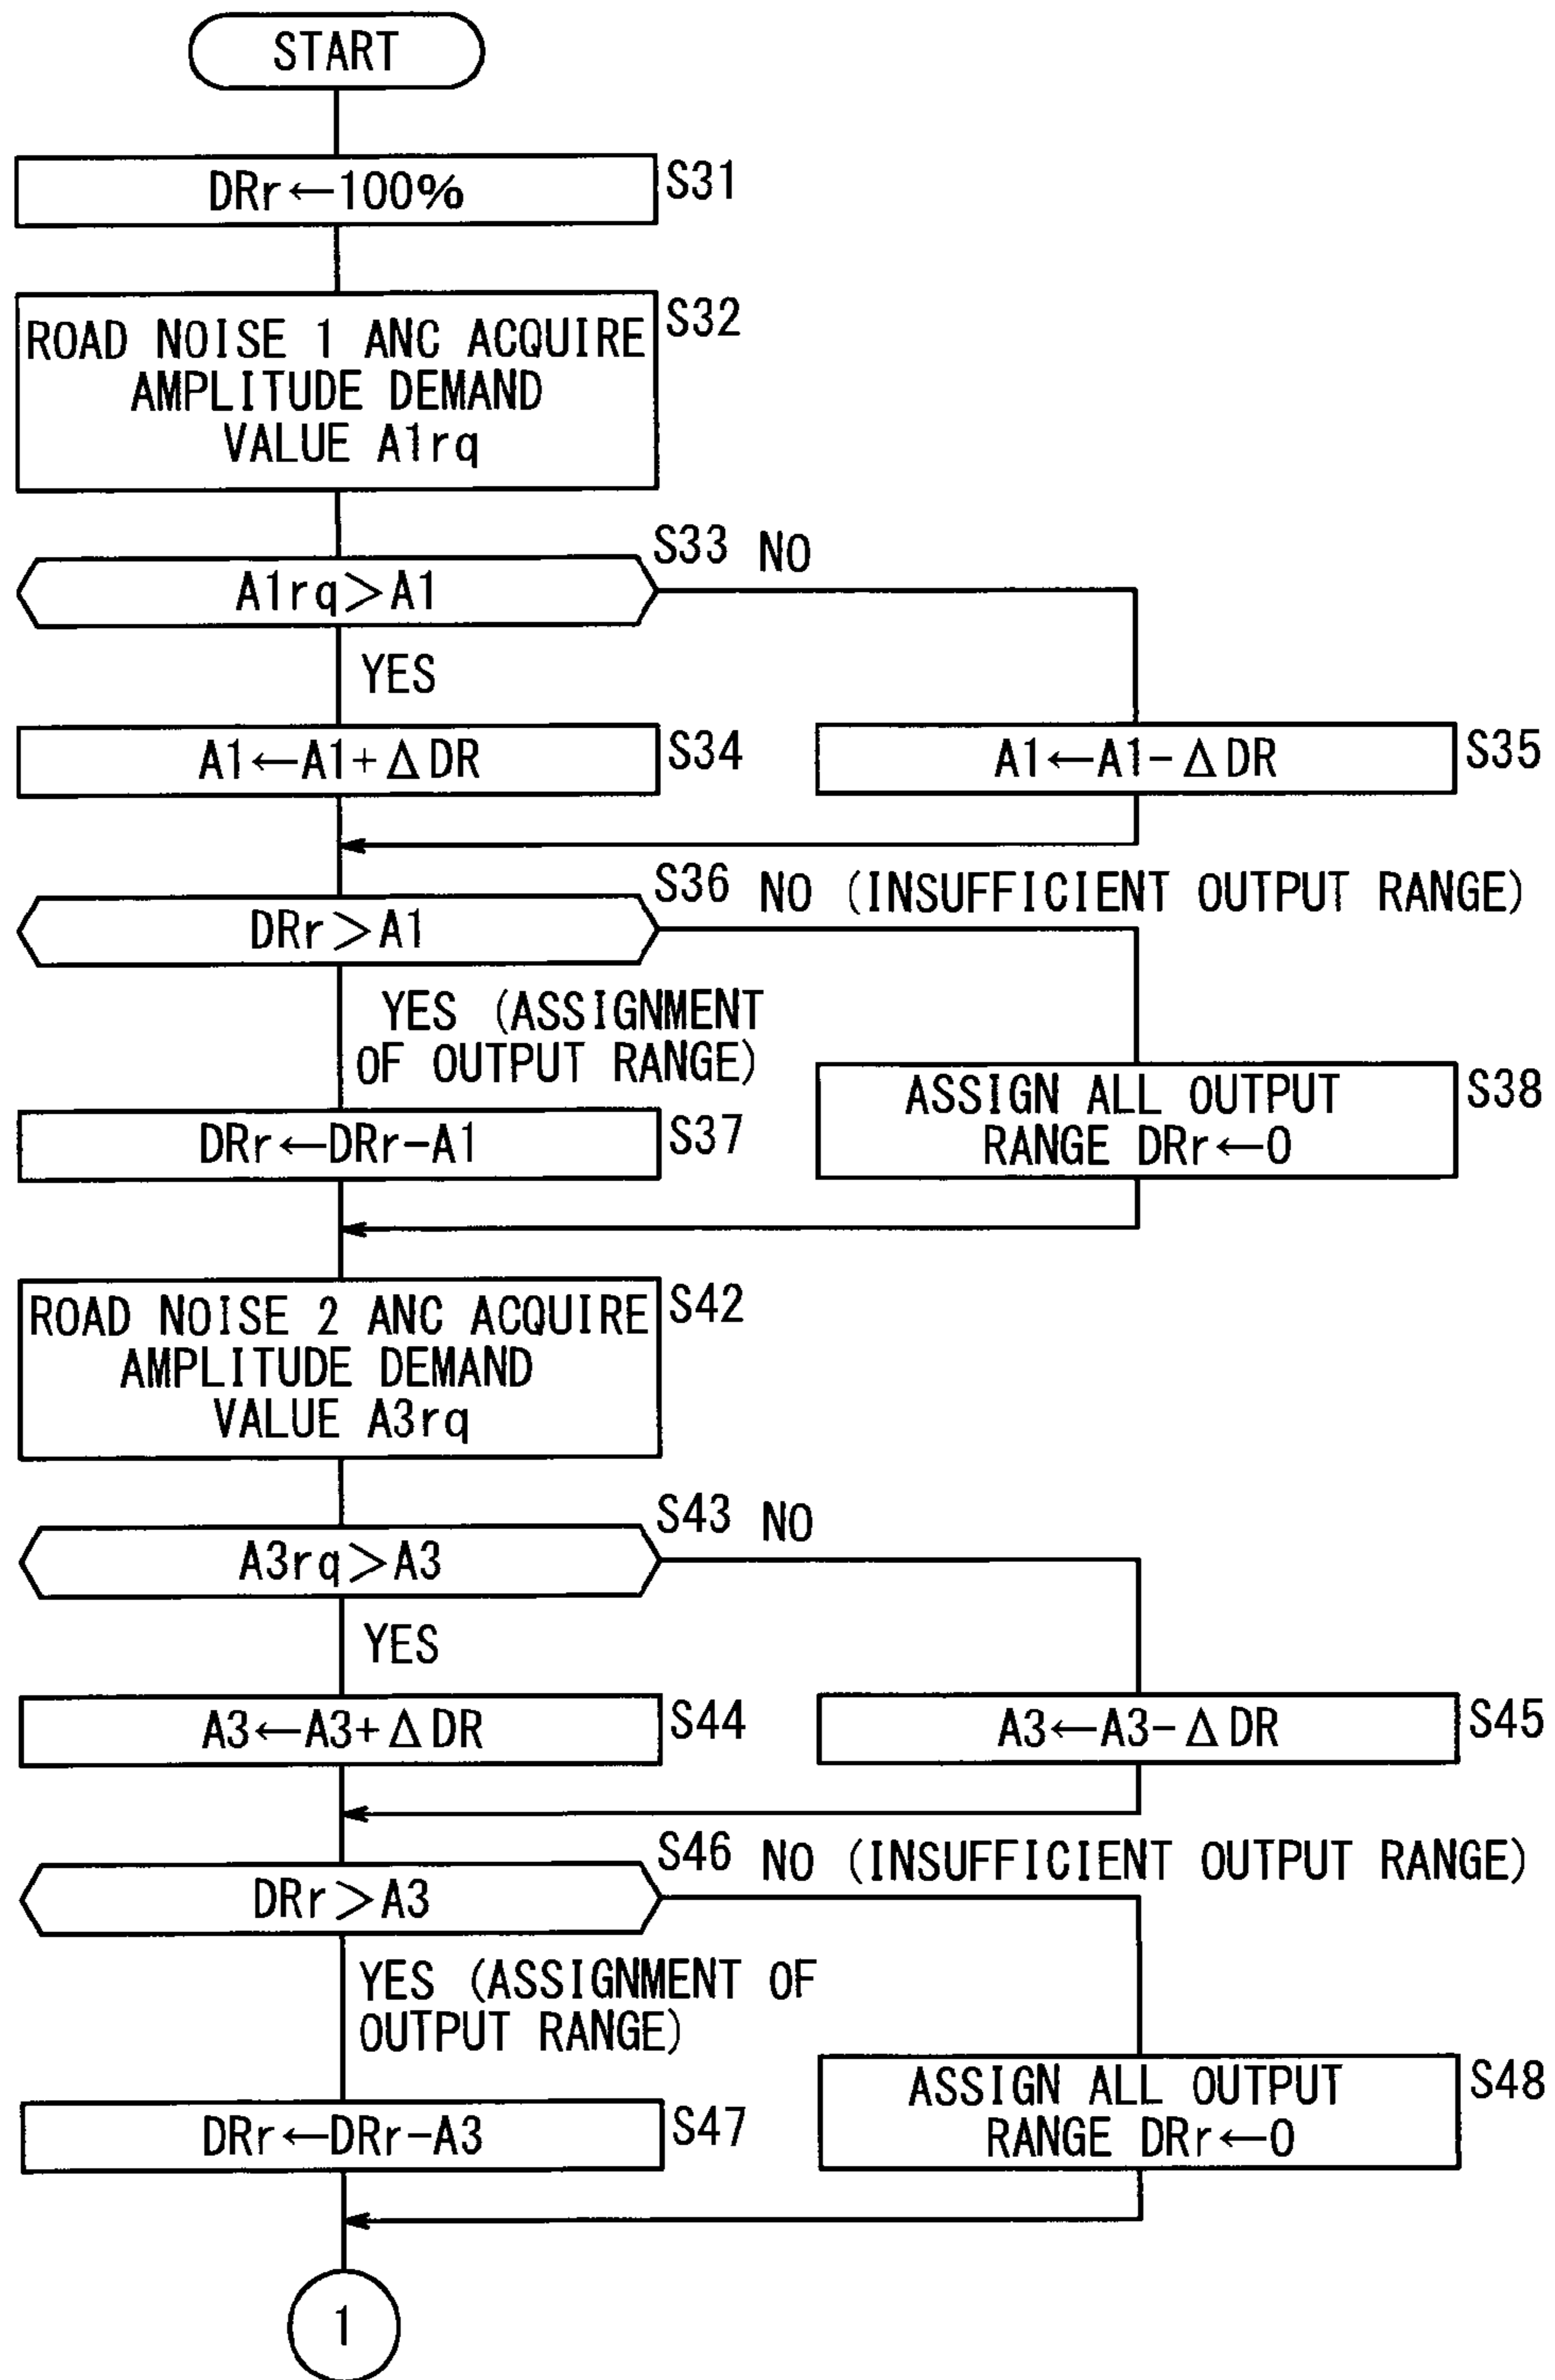 START
DRr←100%
S31
ROAD NOISE 1 ANC ACQUIRE
AMPLITUDE DEMAND
VALUE A1rq
S32
A1rq>A1
S33
NO
YES
A1←A1+ΔDR
S34
A1←A1-ΔDR
S35
DRr>A1
S36
NO (INSUFFICIENT OUTPUT RANGE)
YES (ASSIGNMENT
OF OUTPUT RANGE)
DRr←DRr-A1
S37
ASSIGN ALL OUTPUT
RANGE DRr←0
S38
ROAD NOISE 2 ANC ACQUIRE
AMPLITUDE DEMAND
VALUE A3rq
S42
A3rq>A3
S43
NO
YES
A3←A3+ΔDR
S44
A3←A3-ΔDR
S45
DRr>A3
S46
NO (INSUFFICIENT OUTPUT RANGE)
YES (ASSIGNMENT OF
OUTPUT RANGE)
DRr←DRr-A3
S47
ASSIGN ALL OUTPUT
RANGE DRr←0
S48
1